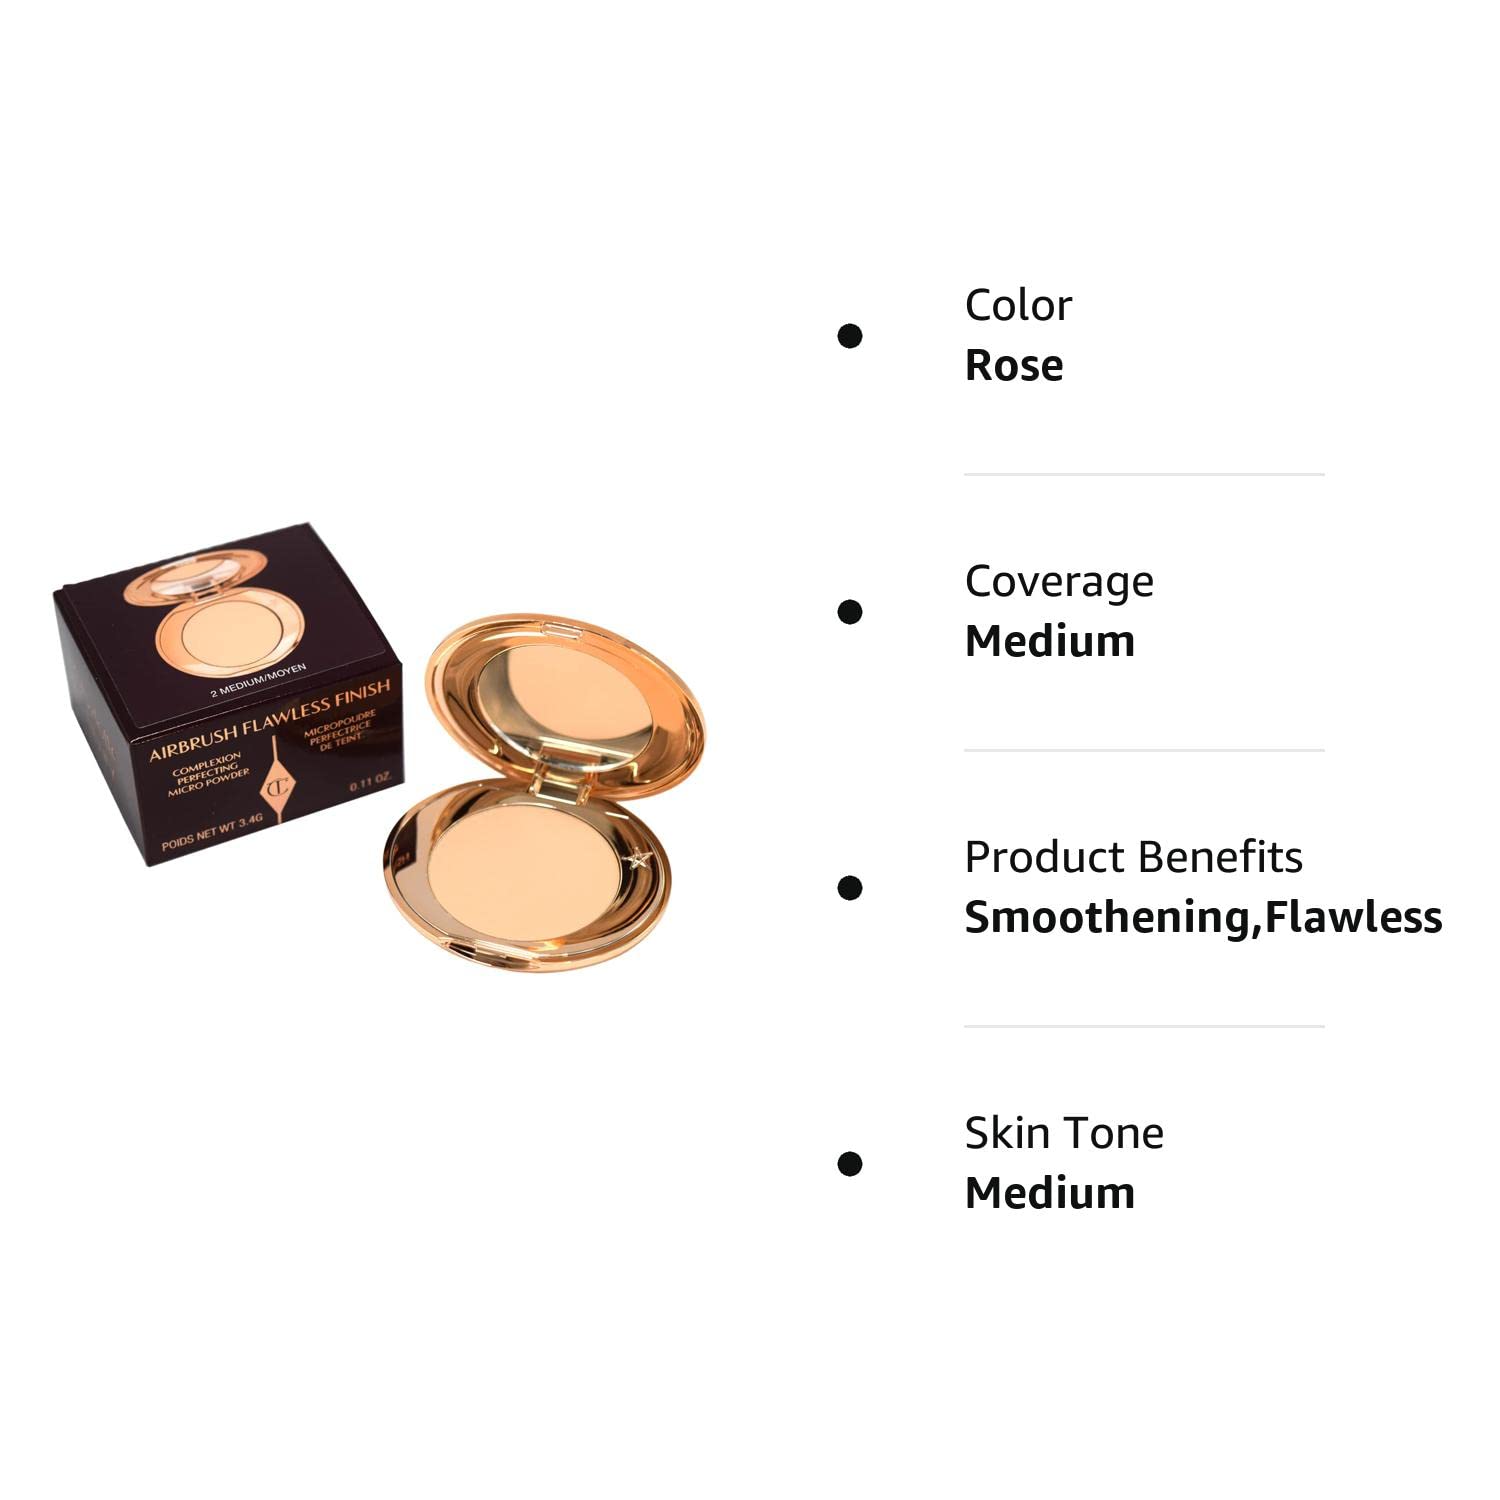 2 MEDIUM/MOYEN
AIRBRUSH FLAWLESS FINISH
COMPLEXION
PERFECTING
MICRO POWDER
MICROPOUDRE
PERFECTRICE
DE TEINT
POIDS NET WT 3.4G
0.11 OZ.
Color
Rose
Coverage
Medium
Product Benefits
Smoothening,Flawless
Skin Tone
Medium